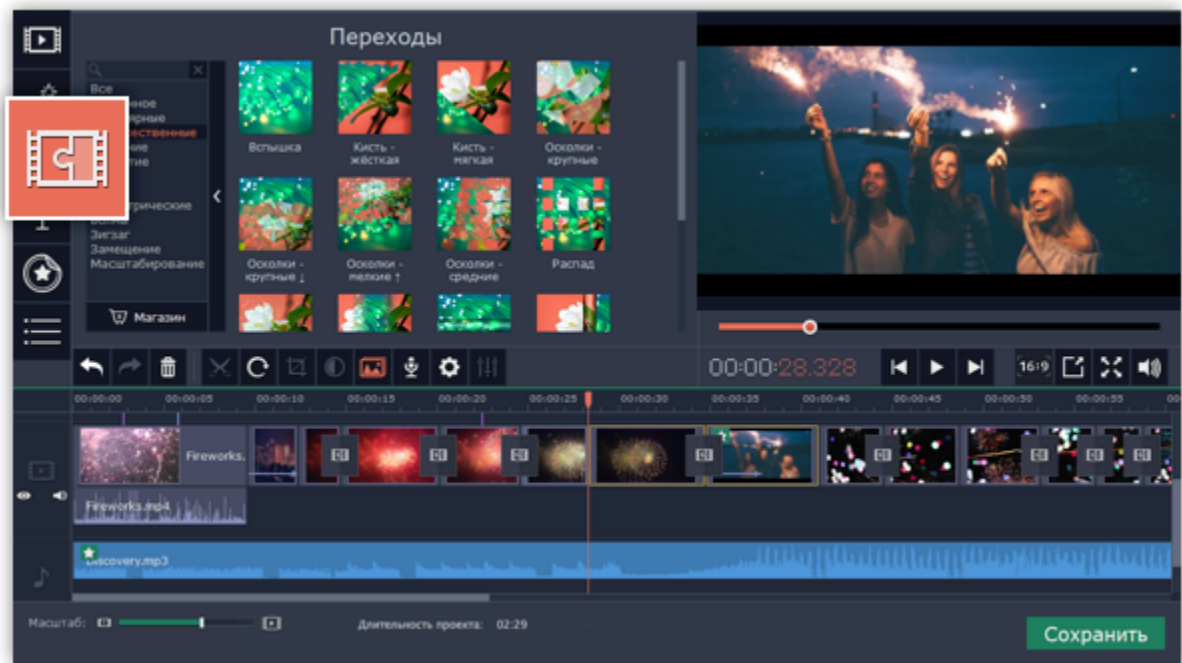 Переходы
Все
Зигзаг
Замещение
Масштабирование
Магазин
Вспышка
Кисть -
жёсткая
Кисть -
мягкая
Осколки -
крупные
Осколки -
крупные ↓
Осколки -
мелкие ↑
Осколки -
средние
Распад
00:00:28.328
16:9
00:00:00
00:00:05
00:00:10
00:00:15
00:00:20
00:00:25
00:00:30
00:00:35
00:00:40
00:00:45
00:00:50
00:00:55
Fireworks.
Fireworks.mp4
Discovery.mp3
Масштаб:
Длительность проекта: 02:29
Сохранить